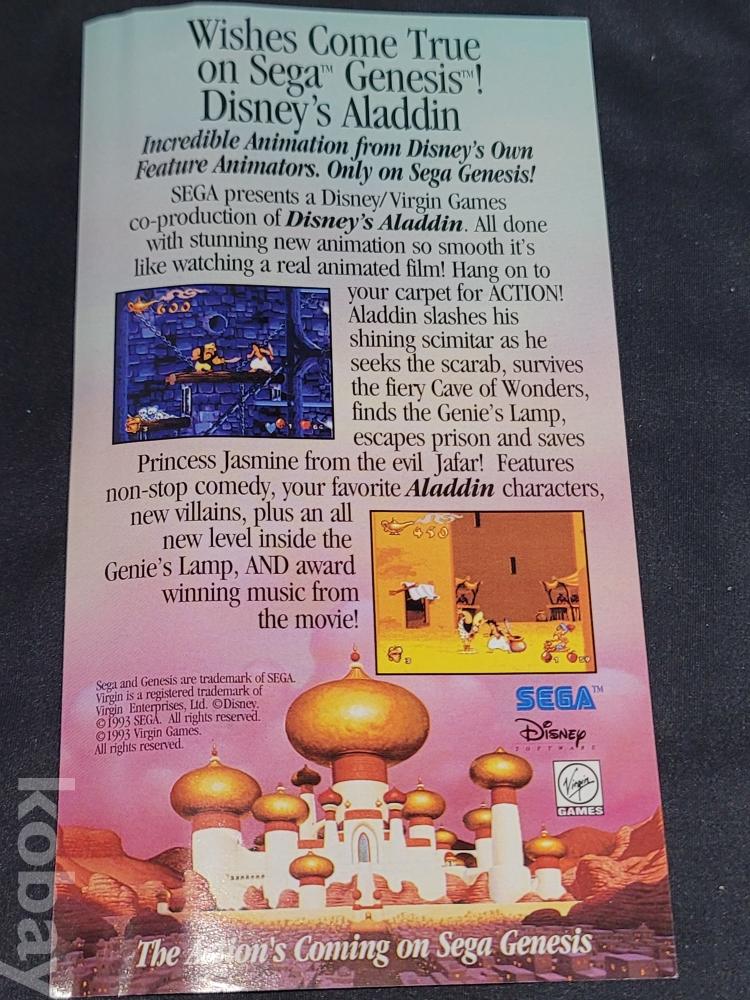 Wishes Come True
on Sega™ Genesis™!
Disney's Aladdin
Incredible Animation from Disney's Own
Feature Animators. Only on Sega Genesis!
SEGA presents a Disney/Virgin Games
co-production of Disney's Aladdin. All done
with stunning new animation so smooth it's
like watching a real animated film! Hang on to
your carpet for ACTION!
Aladdin slashes his
shining scimitar as he
seeks the scarab, survives
the fiery Cave of Wonders,
finds the Genie's Lamp,
escapes prison and saves
Princess Jasmine from the evil Jafar! Features
non-stop comedy, your favorite Aladdin characters,
new villains, plus an all
new level inside the
Genie's Lamp, AND award
winning music from
the movie!
600
450
3
Sega and Genesis are trademark of SEGA.
Virgin is a registered trademark of
Virgin Enterprises, Ltd. ©Disney.
©1993 SEGA. All rights reserved.
©1993 Virgin Games.
All rights reserved.
SEGA™
Disney
SOFTWARE
Virgin
GAMES
The Action's Coming on Sega Genesis
kobay